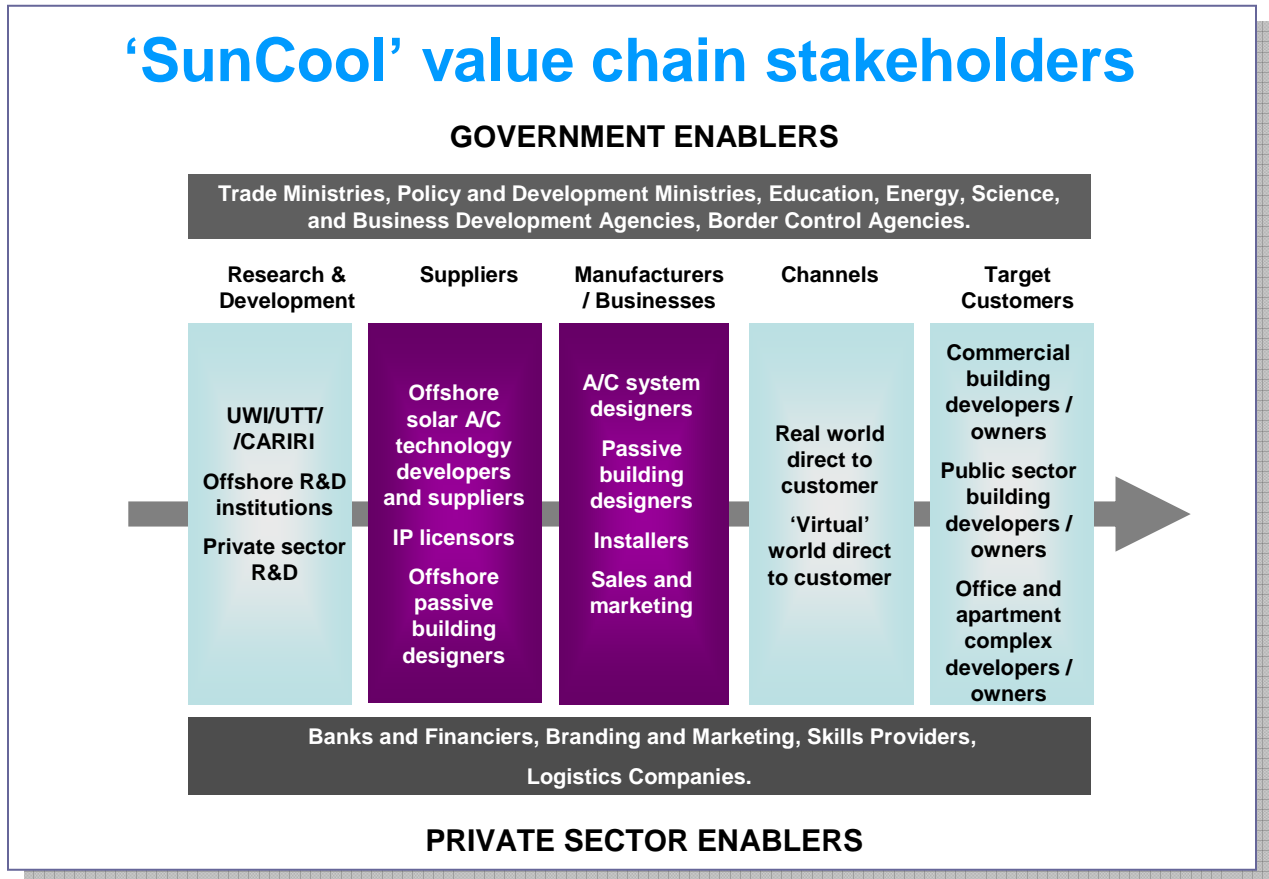 ‘SunCool’ value chain stakeholders
GOVERNMENT ENABLERS
Trade Ministries, Policy and Development Ministries, Education, Energy, Science,
and Business Development Agencies, Border Control Agencies.
Research &
Development
Suppliers
Manufacturers
/ Businesses
Channels
Target
Customers
UWI/UTT/
/CARIRI
Offshore R&D
institutions
Private sector
R&D
Offshore
solar A/C
technology
developers
and suppliers
IP licensors
Offshore
passive
building
designers
A/C system
designers
Passive
building
designers
Installers
Sales and
marketing
Real world
direct to
customer
‘Virtual’
world direct
to customer
Commercial
building
developers /
owners
Public sector
building
developers /
owners
Office and
apartment
complex
developers /
owners
Banks and Financiers, Branding and Marketing, Skills Providers,
Logistics Companies.
PRIVATE SECTOR ENABLERS